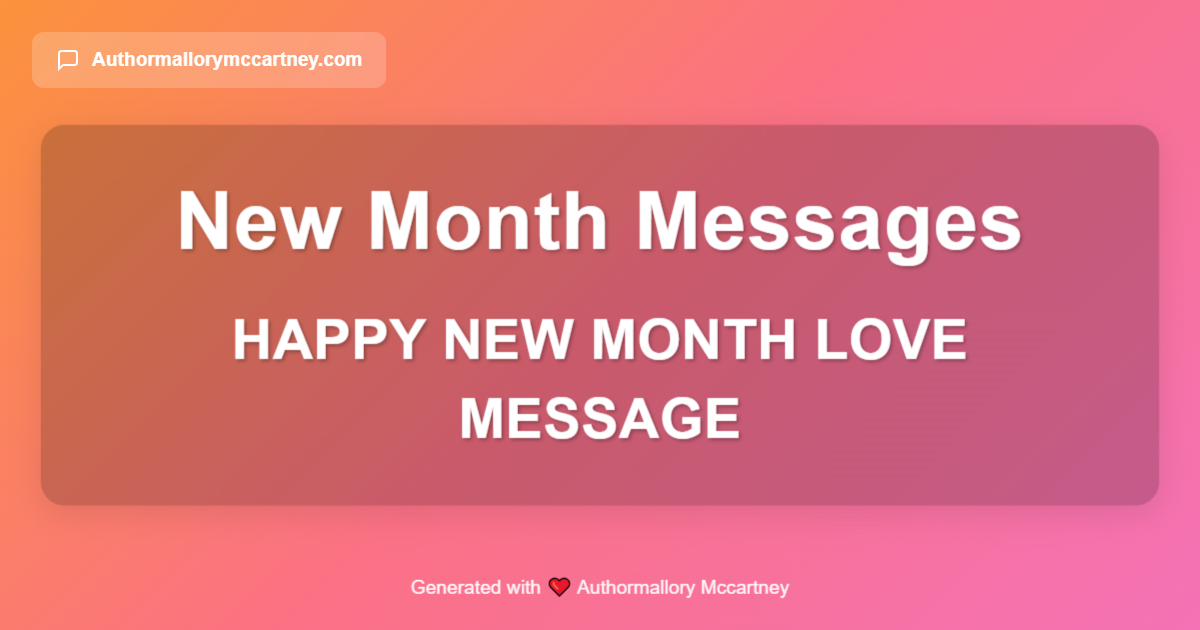 Authormallorymccartney.com
New Month Messages
HAPPY NEW MONTH LOVE
MESSAGE
Generated with ❤️ Authormallory Mccartney